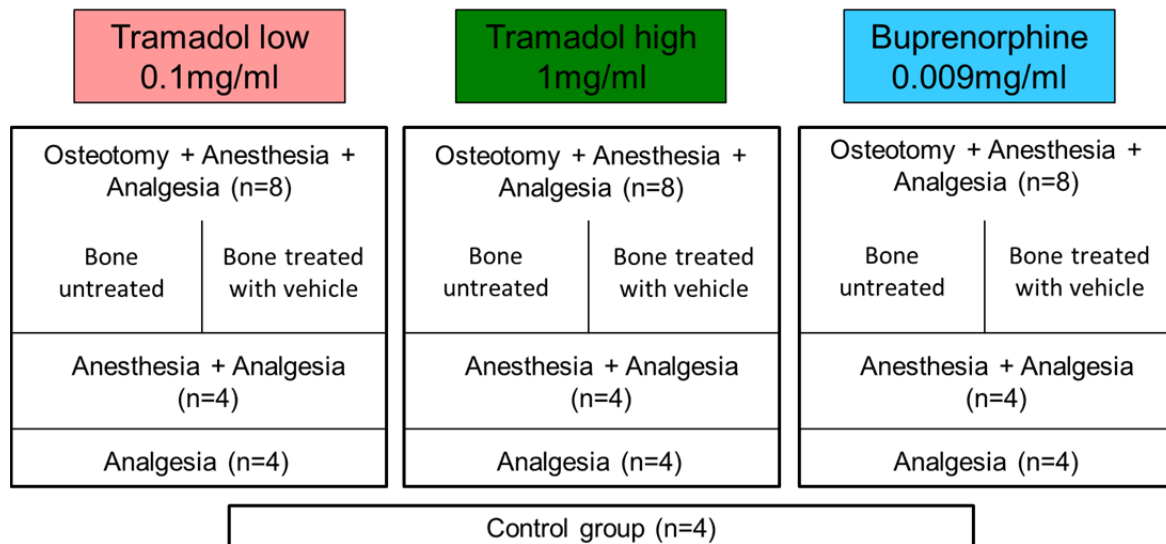 Tramadol low
0.1mg/ml
Tramadol high
1mg/ml
Buprenorphine
0.009mg/ml
Osteotomy + Anesthesia +
Analgesia (n=8)
Bone
untreated
Bone treated
with vehicle
Anesthesia + Analgesia
(n=4)
Analgesia (n=4)
Osteotomy + Anesthesia +
Analgesia (n=8)
Bone
untreated
Bone treated
with vehicle
Anesthesia + Analgesia
(n=4)
Analgesia (n=4)
Osteotomy + Anesthesia +
Analgesia (n=8)
Bone
untreated
Bone treated
with vehicle
Anesthesia + Analgesia
(n=4)
Analgesia (n=4)
Control group (n=4)